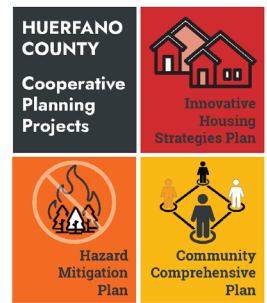 HUERFANO
COUNTY
Cooperative
Planning
Projects
Innovative
Housing
Strategies Plan
Hazard
Mitigation
Plan
Community
Comprehensive
Plan